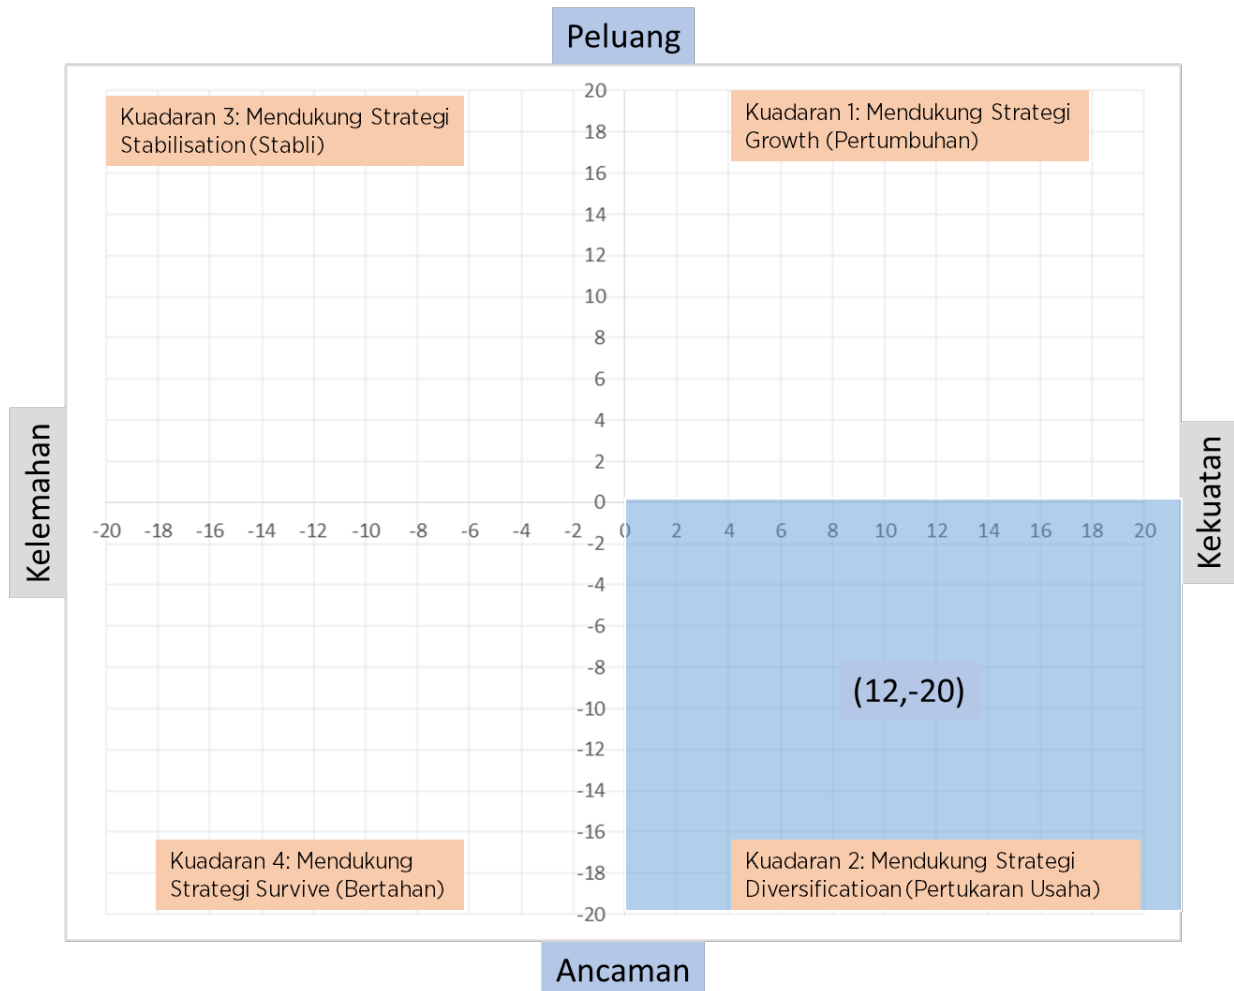 Peluang
Kuadaran 3: Mendukung Strategi
Stabilisation (Stabli)
Kuadaran 1: Mendukung Strategi
Growth (Pertumbuhan)
20
18
16
14
12
10
8
6
4
2
0
Kelemahan
Kekuatan
-20 -18 -16 -14 -12 -10 -8 -6 -4 -2 0 2 4 6 8 10 12 14 16 18 20
-2
-4
-6
-8
(12,-20)
-10
-12
-14
-16
-18
-20
Kuadaran 4: Mendukung
Strategi Survive (Bertahan)
Kuadaran 2: Mendukung Strategi
Diversificatioan (Pertukaran Usaha)
Ancaman